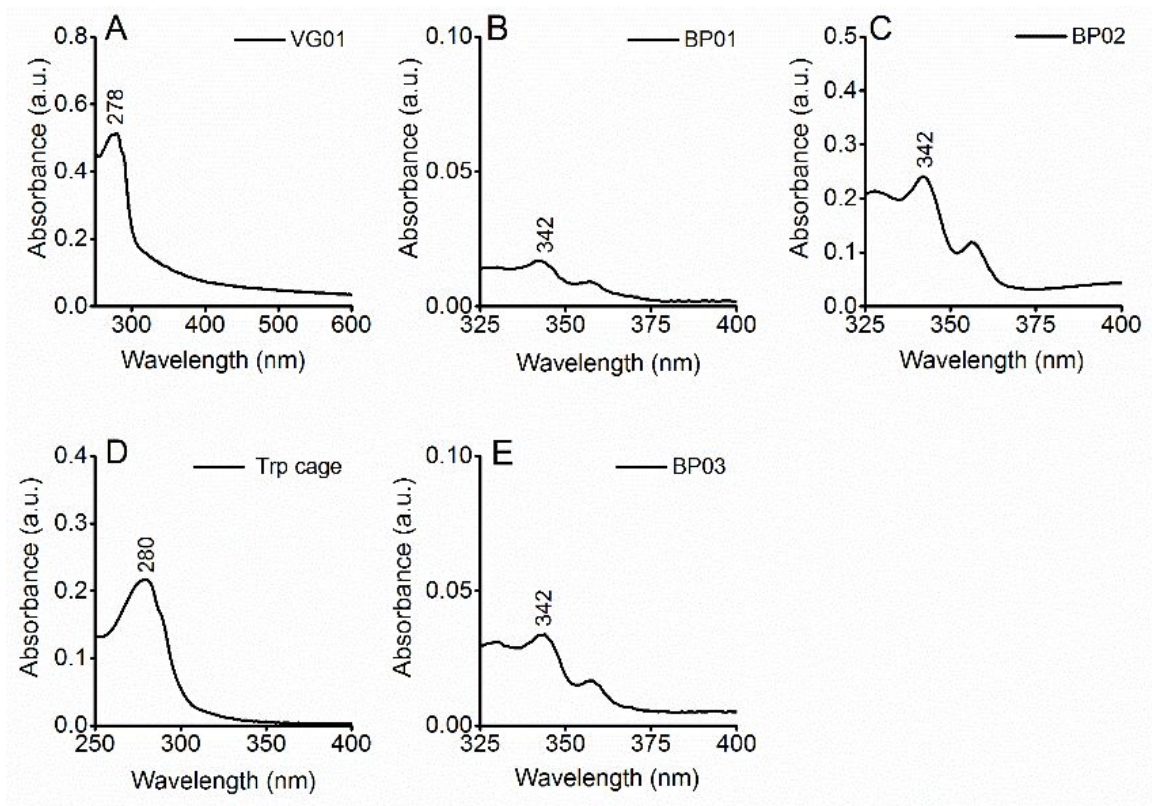 A
VG01
0.8
0.6
0.4
0.2
0.0
278
Absorbance (a.u.)
300 400 500 600
Wavelength (nm)
B
BP01
0.10
0.05
0.00
342
Absorbance (a.u.)
325 350 375 400
Wavelength (nm)
C
BP02
0.5
0.4
0.3
0.2
0.1
0.0
342
Absorbance (a.u.)
325 350 375 400
Wavelength (nm)
D
Trp cage
0.4
0.3
0.2
0.1
0.0
280
Absorbance (a.u.)
250 300 350 400
Wavelength (nm)
E
BP03
0.10
0.05
0.00
342
Absorbance (a.u.)
325 350 375 400
Wavelength (nm)